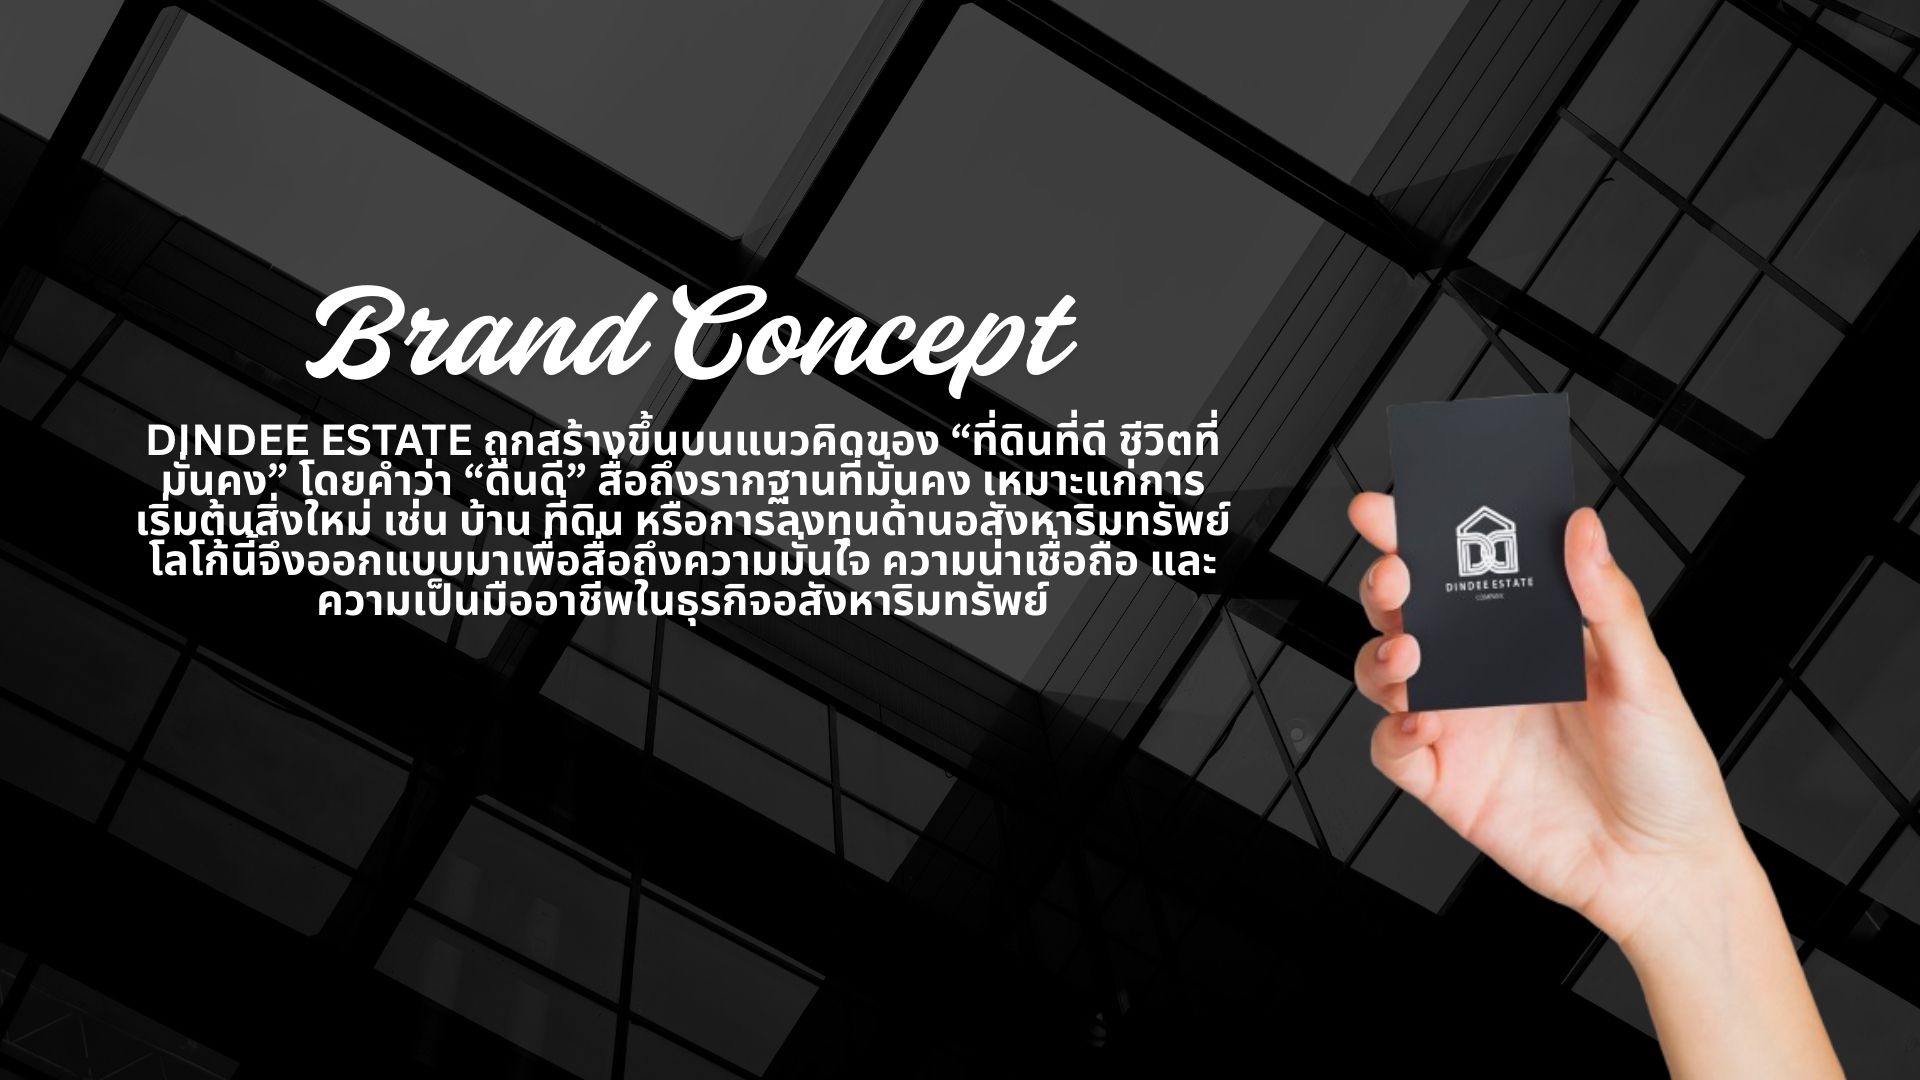 Brand Concept
DINDEE ESTATE ถูกสร้างขึ้นบนแนวคิดของ “ที่ดินที่ดี ชีวิตที่
มั่นคง” โดยคำว่า “ดินดี” สื่อถึงรากฐานที่มั่นคง เหมาะแก่การ
เริ่มต้นสิ่งใหม่ เช่น บ้าน ที่ดิน หรือการลงทุนด้านอสังหาริมทรัพย์
โลโก้นี้จึงออกแบบมาเพื่อสื่อถึงความมั่นใจ ความน่าเชื่อถือ และ
ความเป็นมืออาชีพในธุรกิจอสังหาริมทรัพย์
DINDEE ESTATE
COMPANY